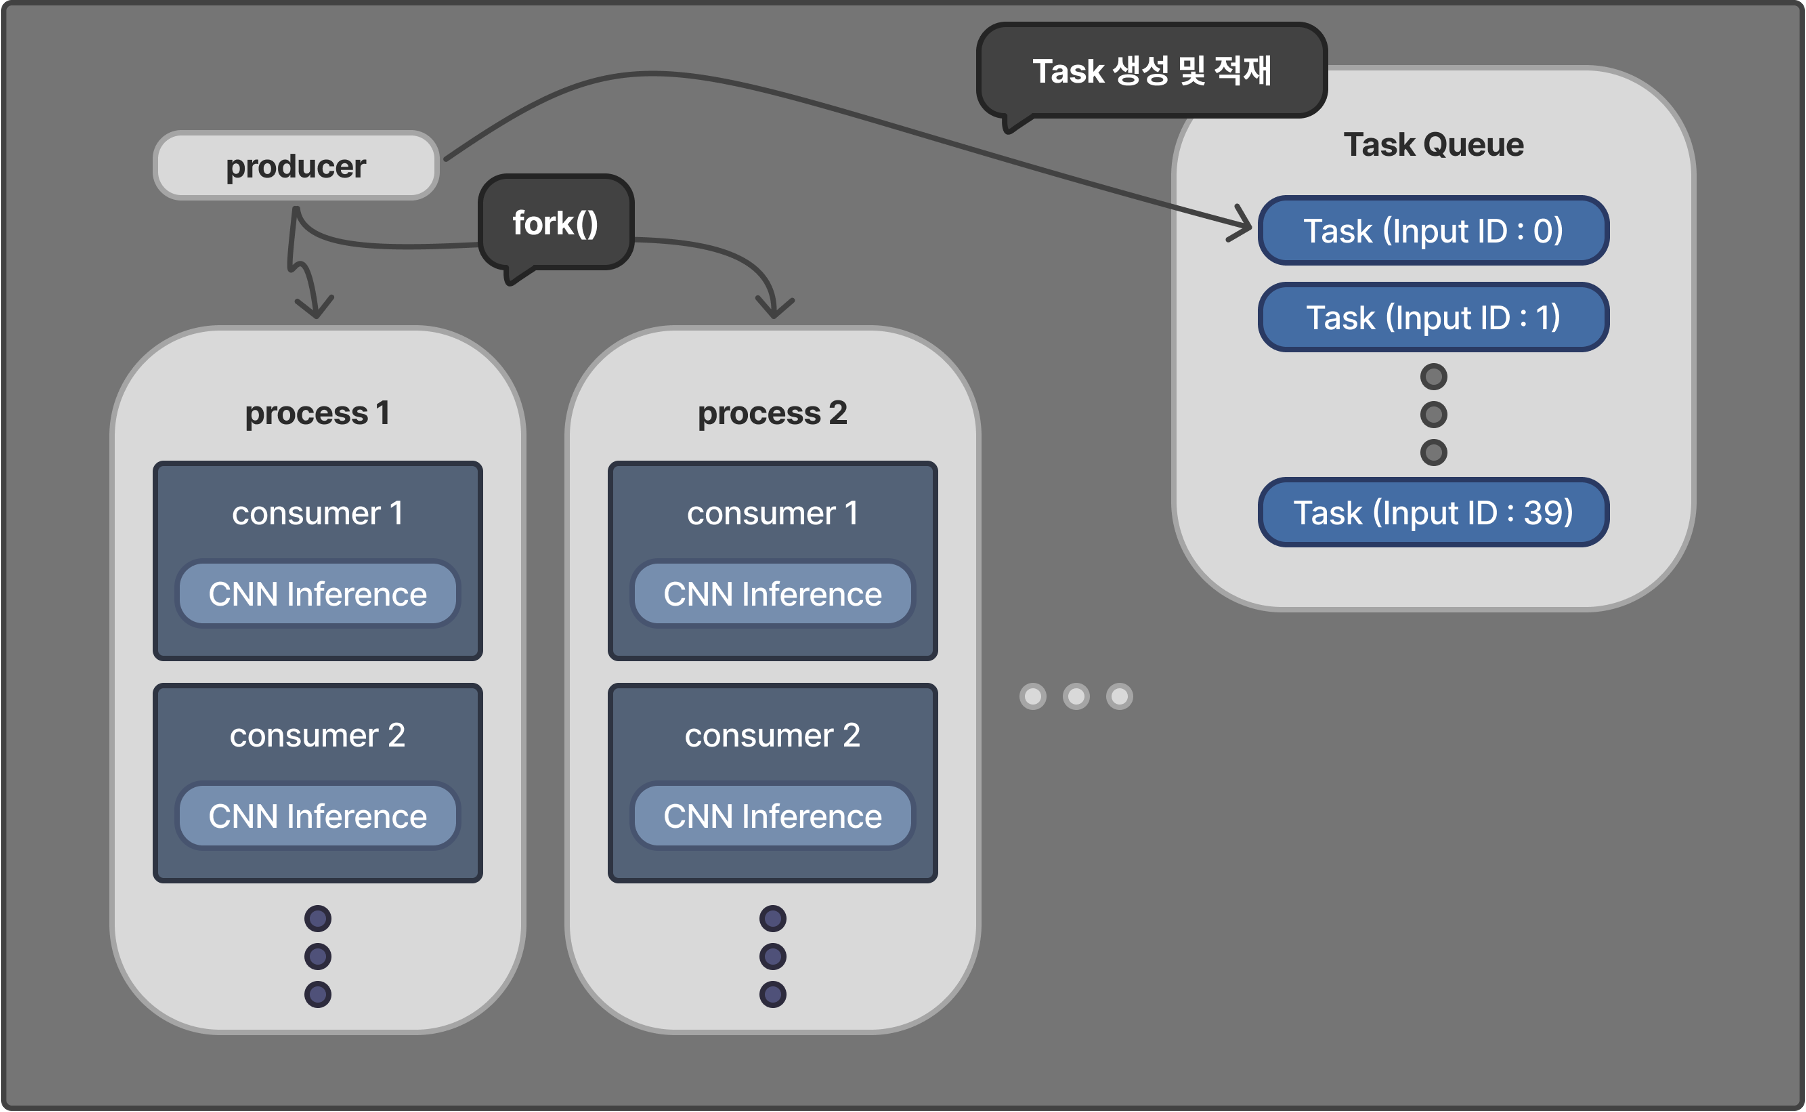 Task 생성 및 적재
producer
fork()
Task Queue
Task (Input ID : 0)
Task (Input ID : 1)
Task (Input ID : 39)
process 1
consumer 1
CNN Inference
consumer 2
CNN Inference
process 2
consumer 1
CNN Inference
consumer 2
CNN Inference